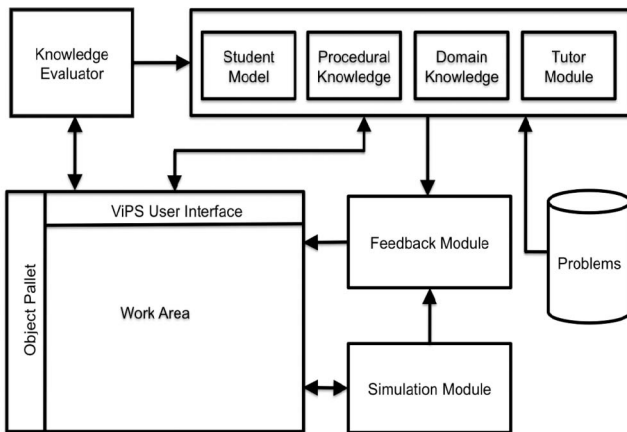 Knowledge
Evaluator
Student
Model
Procedural
Knowledge
Domain
Knowledge
Tutor
Module
ViPS User Interface
Object Pallet
Work Area
Feedback Module
Problems
Simulation Module